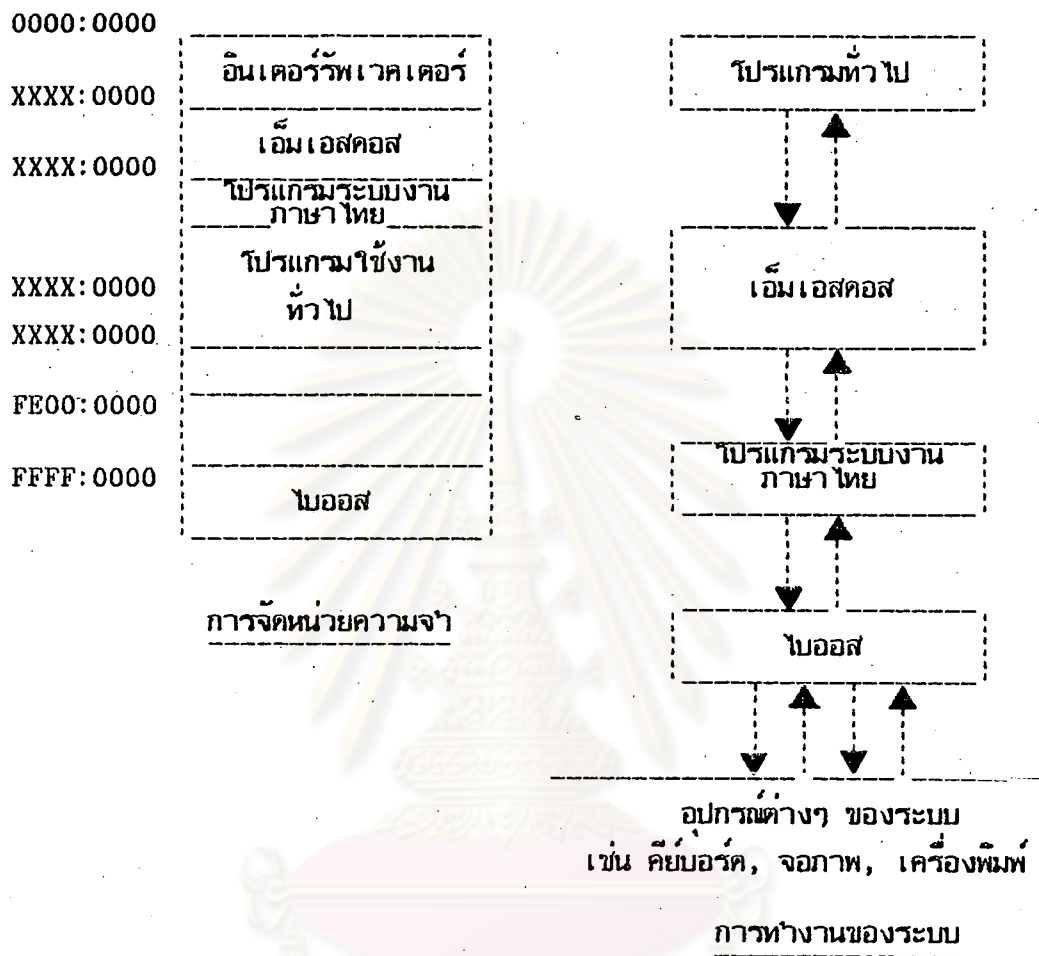 0000:0000
อินเตอร์รัพเวคเตอร์
XXXX:0000
เอ็มเอสดอส
XXXX:0000
โปรแกรมระบบงาน
ภาษาไทย
โปรแกรมใช้งาน
XXXX:0000
ทั่วไป
XXXX:0000
FE00:0000
FFFF:0000
ไบออส
การจัดหน่วยความจำ
โปรแกรมทั่วไป
เอ็มเอสดอส
โปรแกรมระบบงาน
ภาษาไทย
ไบออส
อุปกรณ์ต่างๆ ของระบบ
เช่น คีย์บอร์ด, จอภาพ, เครื่องพิมพ์
การทำงานของระบบ